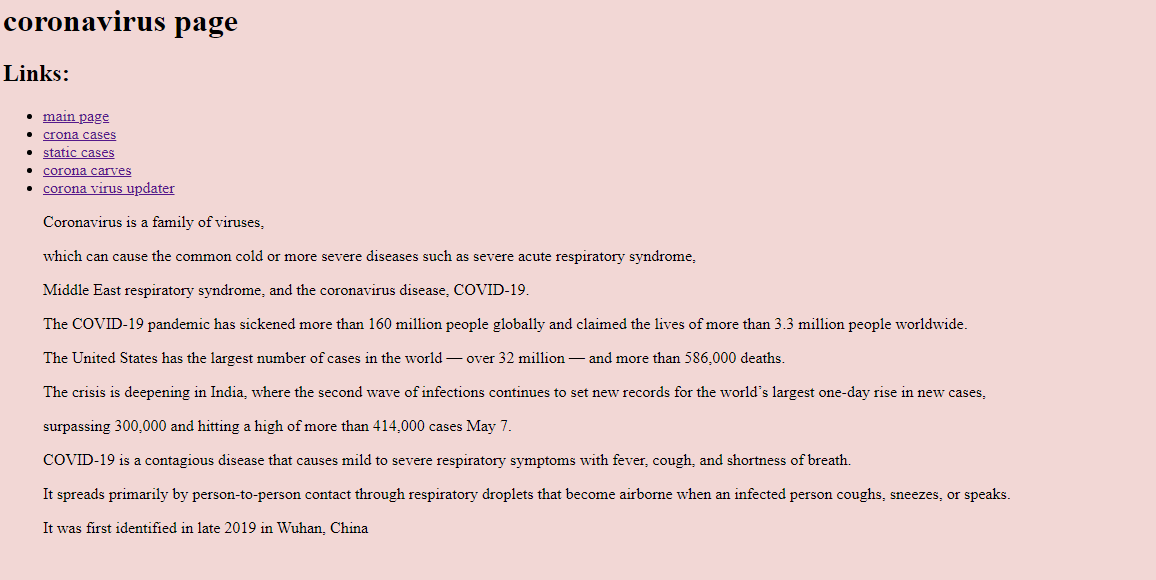 coronavirus page
Links:
main page
crona cases
static cases
corona carves
corona virus updater
Coronavirus is a family of viruses,
which can cause the common cold or more severe diseases such as severe acute respiratory syndrome,
Middle East respiratory syndrome, and the coronavirus disease, COVID-19.
The COVID-19 pandemic has sickened more than 160 million people globally and claimed the lives of more than 3.3 million people worldwide.
The United States has the largest number of cases in the world — over 32 million — and more than 586,000 deaths.
The crisis is deepening in India, where the second wave of infections continues to set new records for the world’s largest one-day rise in new cases,
surpassing 300,000 and hitting a high of more than 414,000 cases May 7.
COVID-19 is a contagious disease that causes mild to severe respiratory symptoms with fever, cough, and shortness of breath.
It spreads primarily by person-to-person contact through respiratory droplets that become airborne when an infected person coughs, sneezes, or speaks.
It was first identified in late 2019 in Wuhan, China